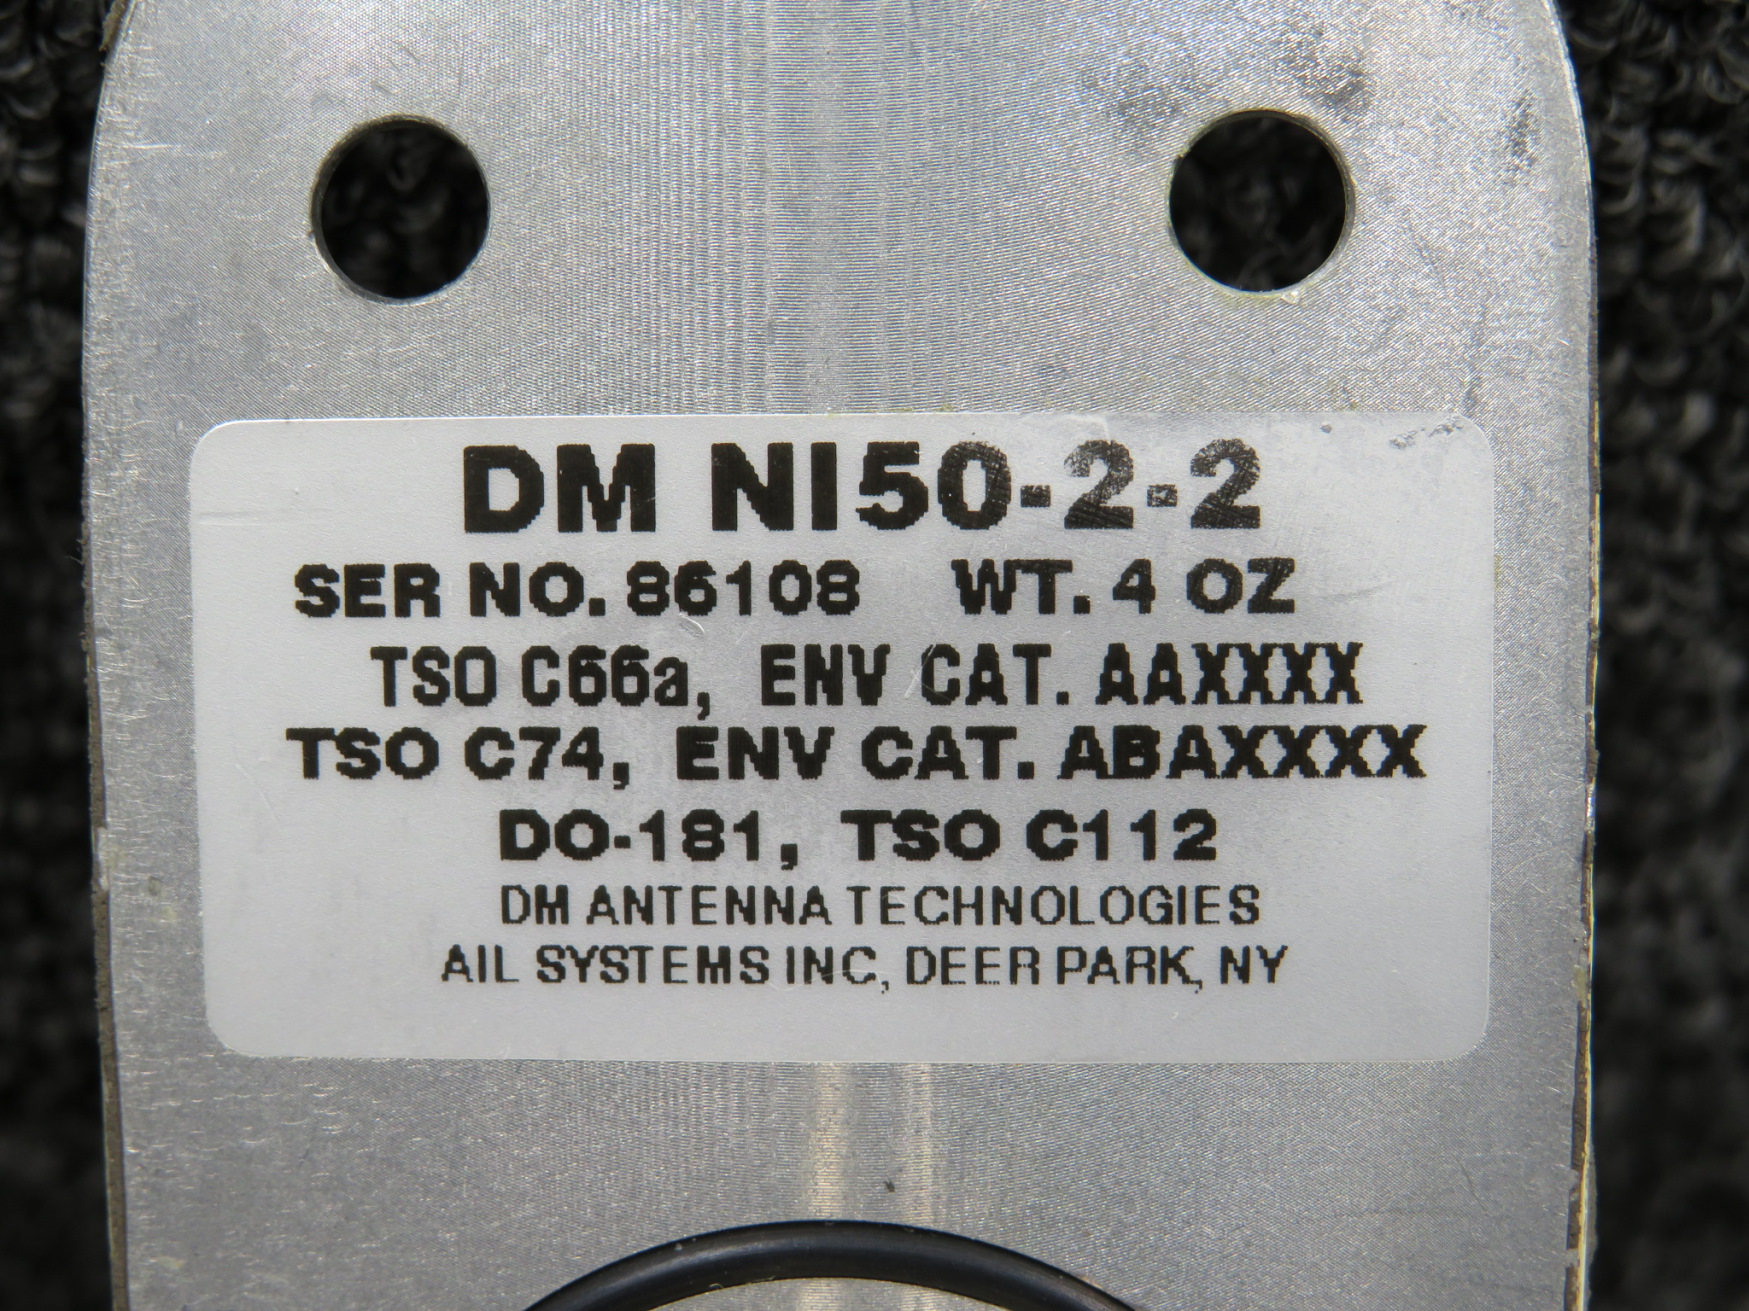 DM NI50-2-2
SER NO. 86108 WT. 4 OZ
TSO C66a, ENV CAT. AAXXXX
TSO C74, ENV CAT. ABAXXXX
DO-181, TSO C112
DM ANTENNA TECHNOLOGIES
AIL SYSTEMS INC, DEER PARK, NY